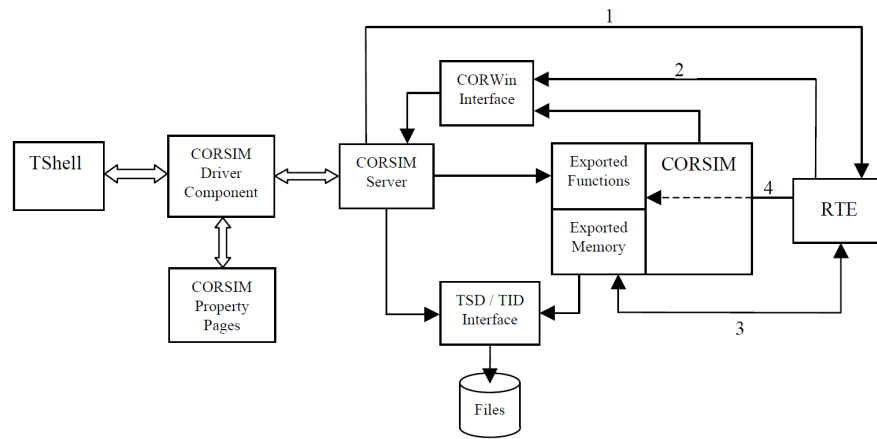 1
CORWin
Interface
2
TShell
CORSIM
Driver
Component
CORSIM
Server
Exported
Functions
CORSIM
4
RTE
Exported
Memory
CORSIM
Property
Pages
TSD / TID
Interface
3
Files